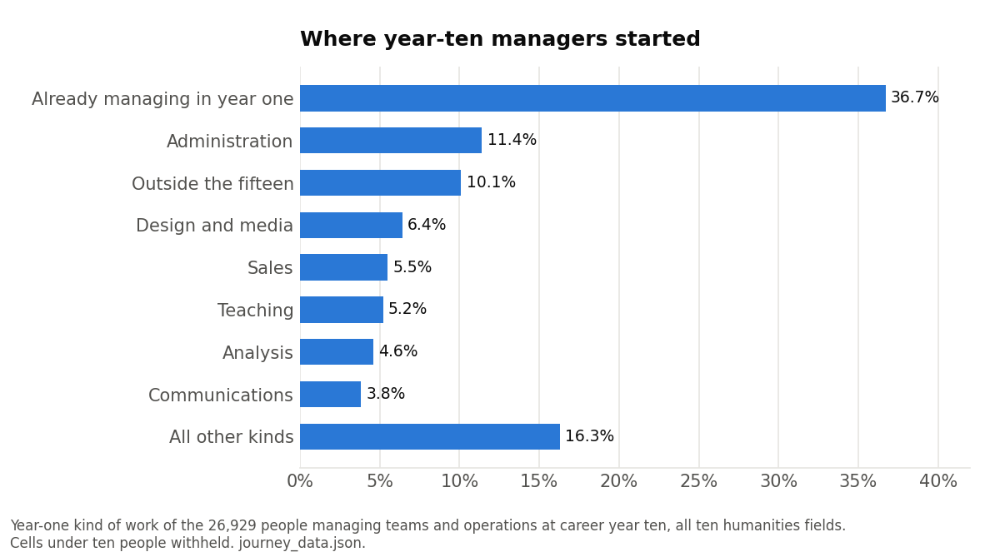 Where year-ten managers started
Already managing in year one
36.7%
Administration
11.4%
Outside the fifteen
10.1%
Design and media
6.4%
Sales
5.5%
Teaching
5.2%
Analysis
4.6%
Communications
3.8%
All other kinds
16.3%
0% 5% 10% 15% 20% 25% 30% 35% 40%
Year-one kind of work of the 26,929 people managing teams and operations at career year ten, all ten humanities fields.
Cells under ten people withheld. journey_data.json.